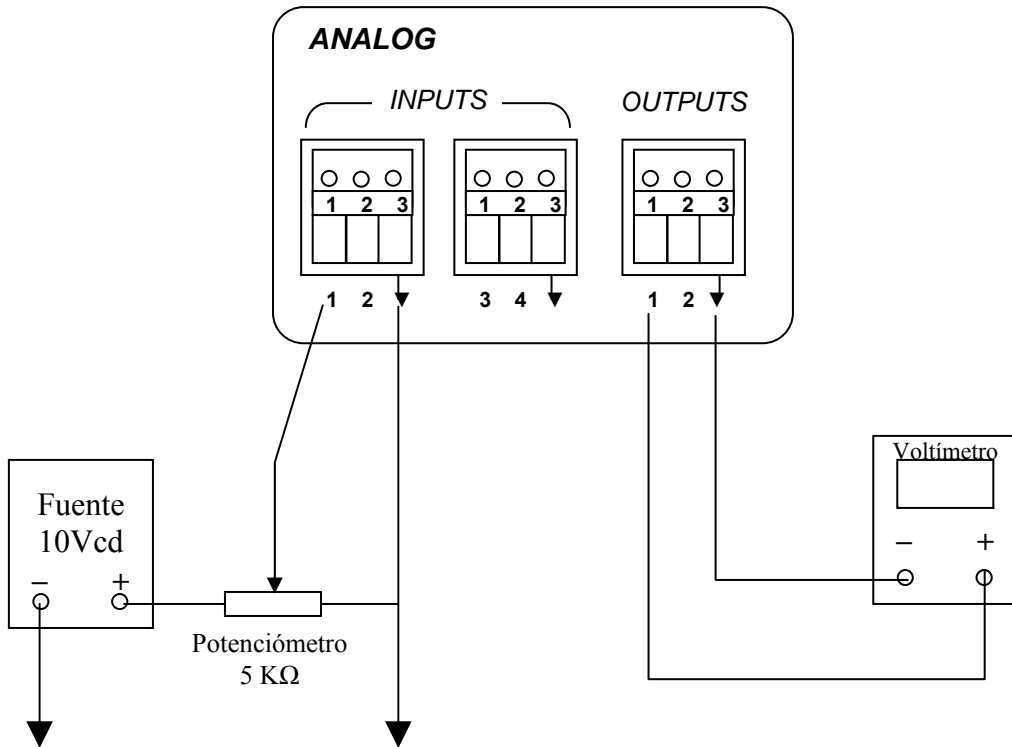 ANALOG
INPUTS OUTPUTS
1 2 3 1 2 3 1 2 3
1 2 3 4 1 2
Voltímetro
− +
Fuente
10Vcd
− +
Potenciómetro
5 KΩ